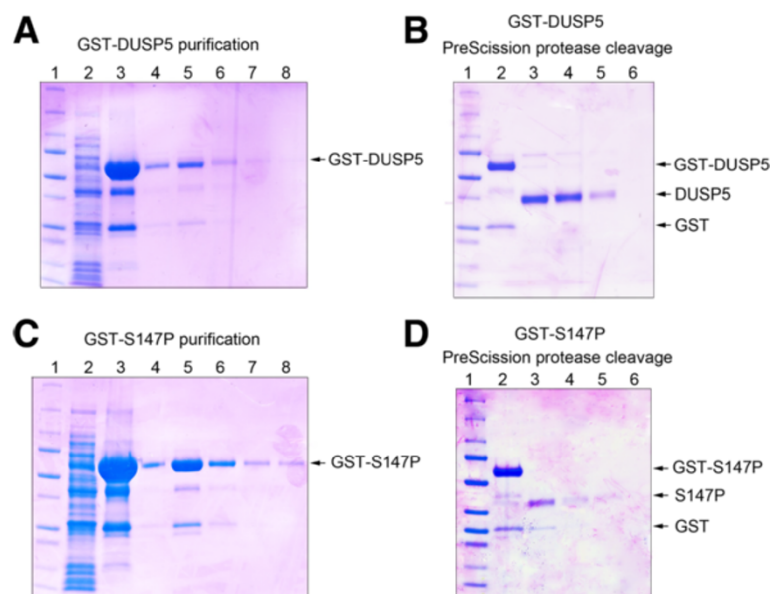 A
GST-DUSP5 purification
1 2 3 4 5 6 7 8
GST-DUSP5
B
GST-DUSP5
PreScission protease cleavage
1 2 3 4 5 6
GST-DUSP5
DUSP5
GST
C
GST-S147P purification
1 2 3 4 5 6 7 8
GST-S147P
D
GST-S147P
PreScission protease cleavage
1 2 3 4 5 6
GST-S147P
S147P
GST